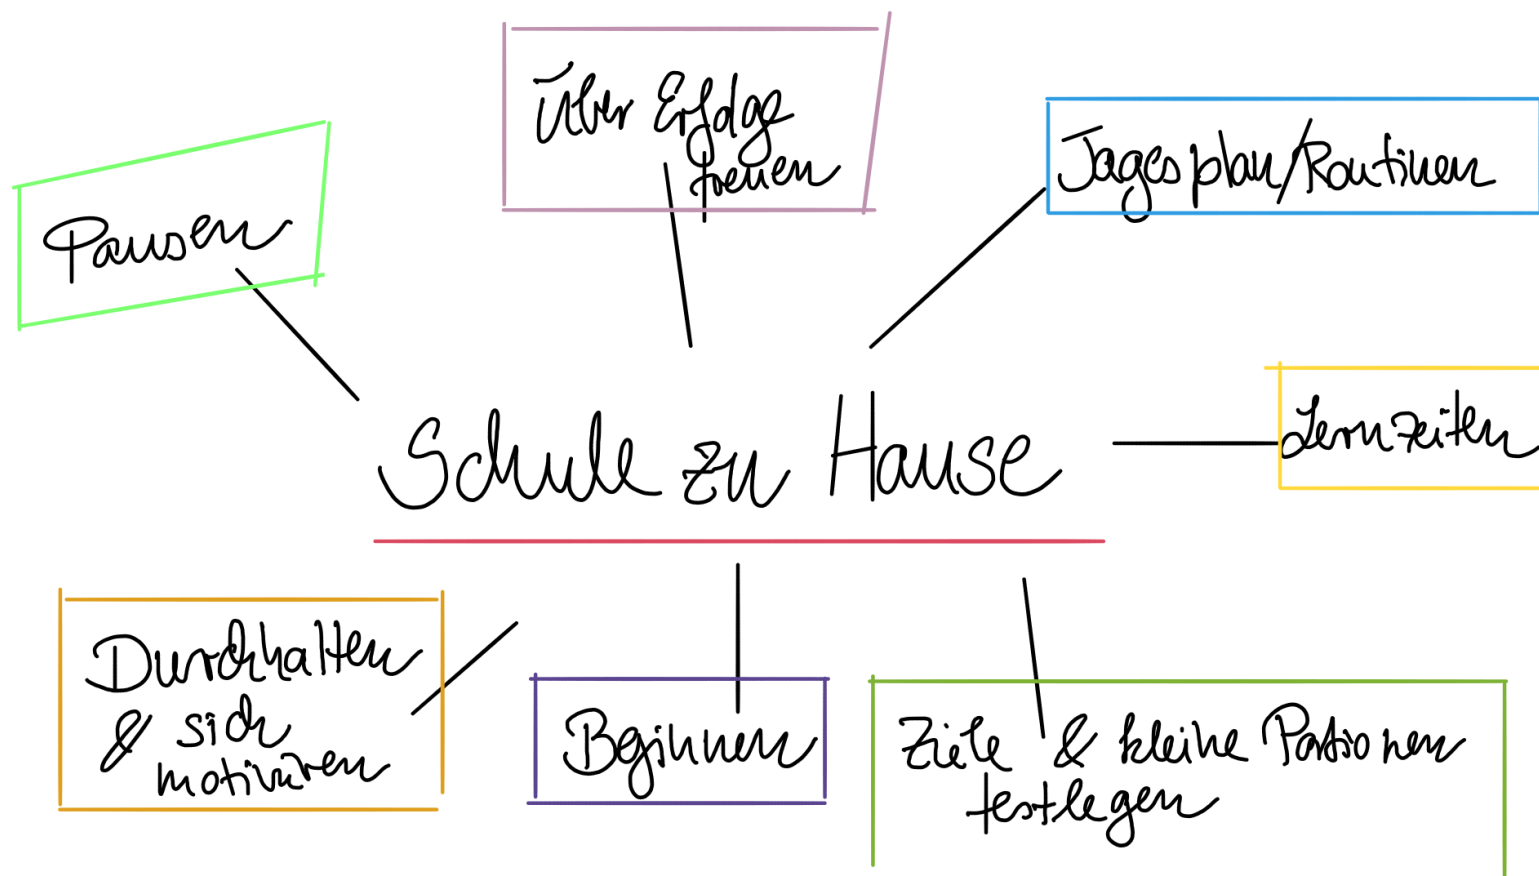 Über Erfolge
freuen
Tagesplan/Routinen
Pausen
Lernzeiten
Schule zu Hause
Durchhalten
& sich
motivieren
Beginnen
Ziele & kleine Portionen
festlegen